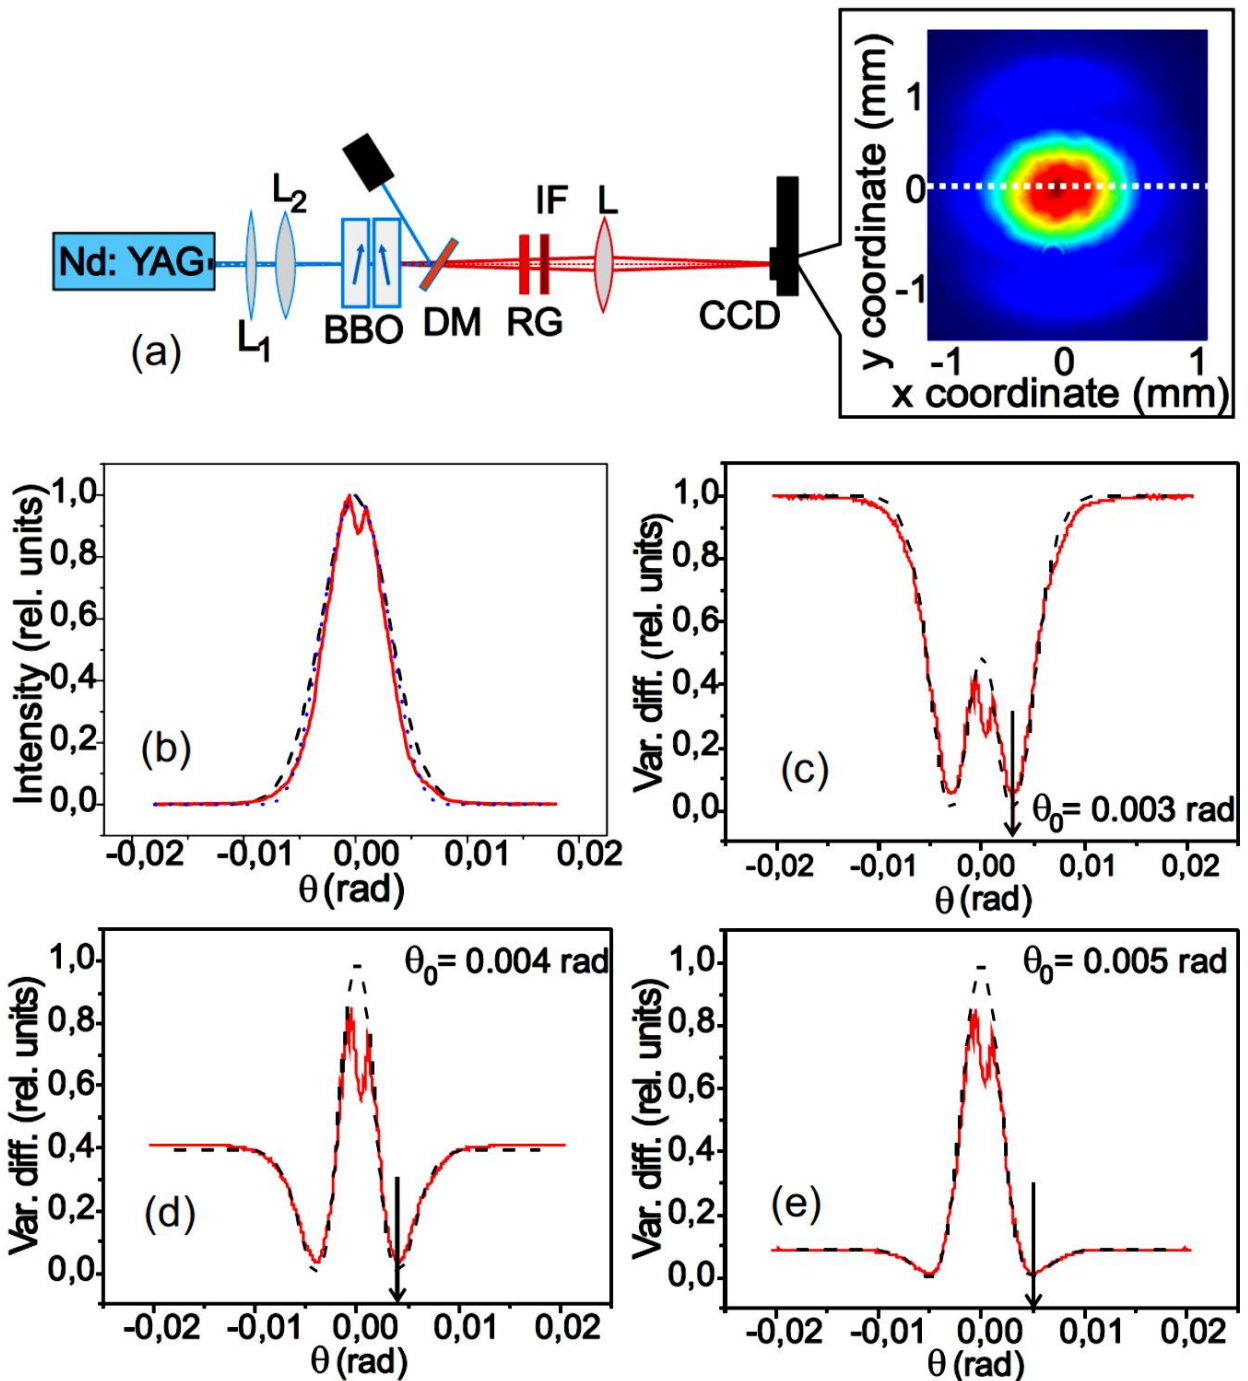 Nd: YAG
L1
L2
BBO
DM
RG
IF
L
CCD
(a)
y coordinate (mm)
1
0
-1
-1 0 1
x coordinate (mm)
Intensity (rel. units)
1,0
0,8
0,6
0,4
0,2
0,0
(b)
-0,02 -0,01 0,00 0,01 0,02
θ (rad)
Var. diff. (rel. units)
1,0
0,8
0,6
0,4
0,2
0,0
(c)
θ0= 0.003 rad
-0,02 -0,01 0,00 0,01 0,02
θ (rad)
Var. diff. (rel. units)
1,0
0,8
0,6
0,4
0,2
0,0
θ0= 0.004 rad
(d)
-0,02 -0,01 0,00 0,01 0,02
θ (rad)
Var. diff. (rel. units)
1,0
0,8
0,6
0,4
0,2
0,0
θ0= 0.005 rad
(e)
-0,02 -0,01 0,00 0,01 0,02
θ (rad)